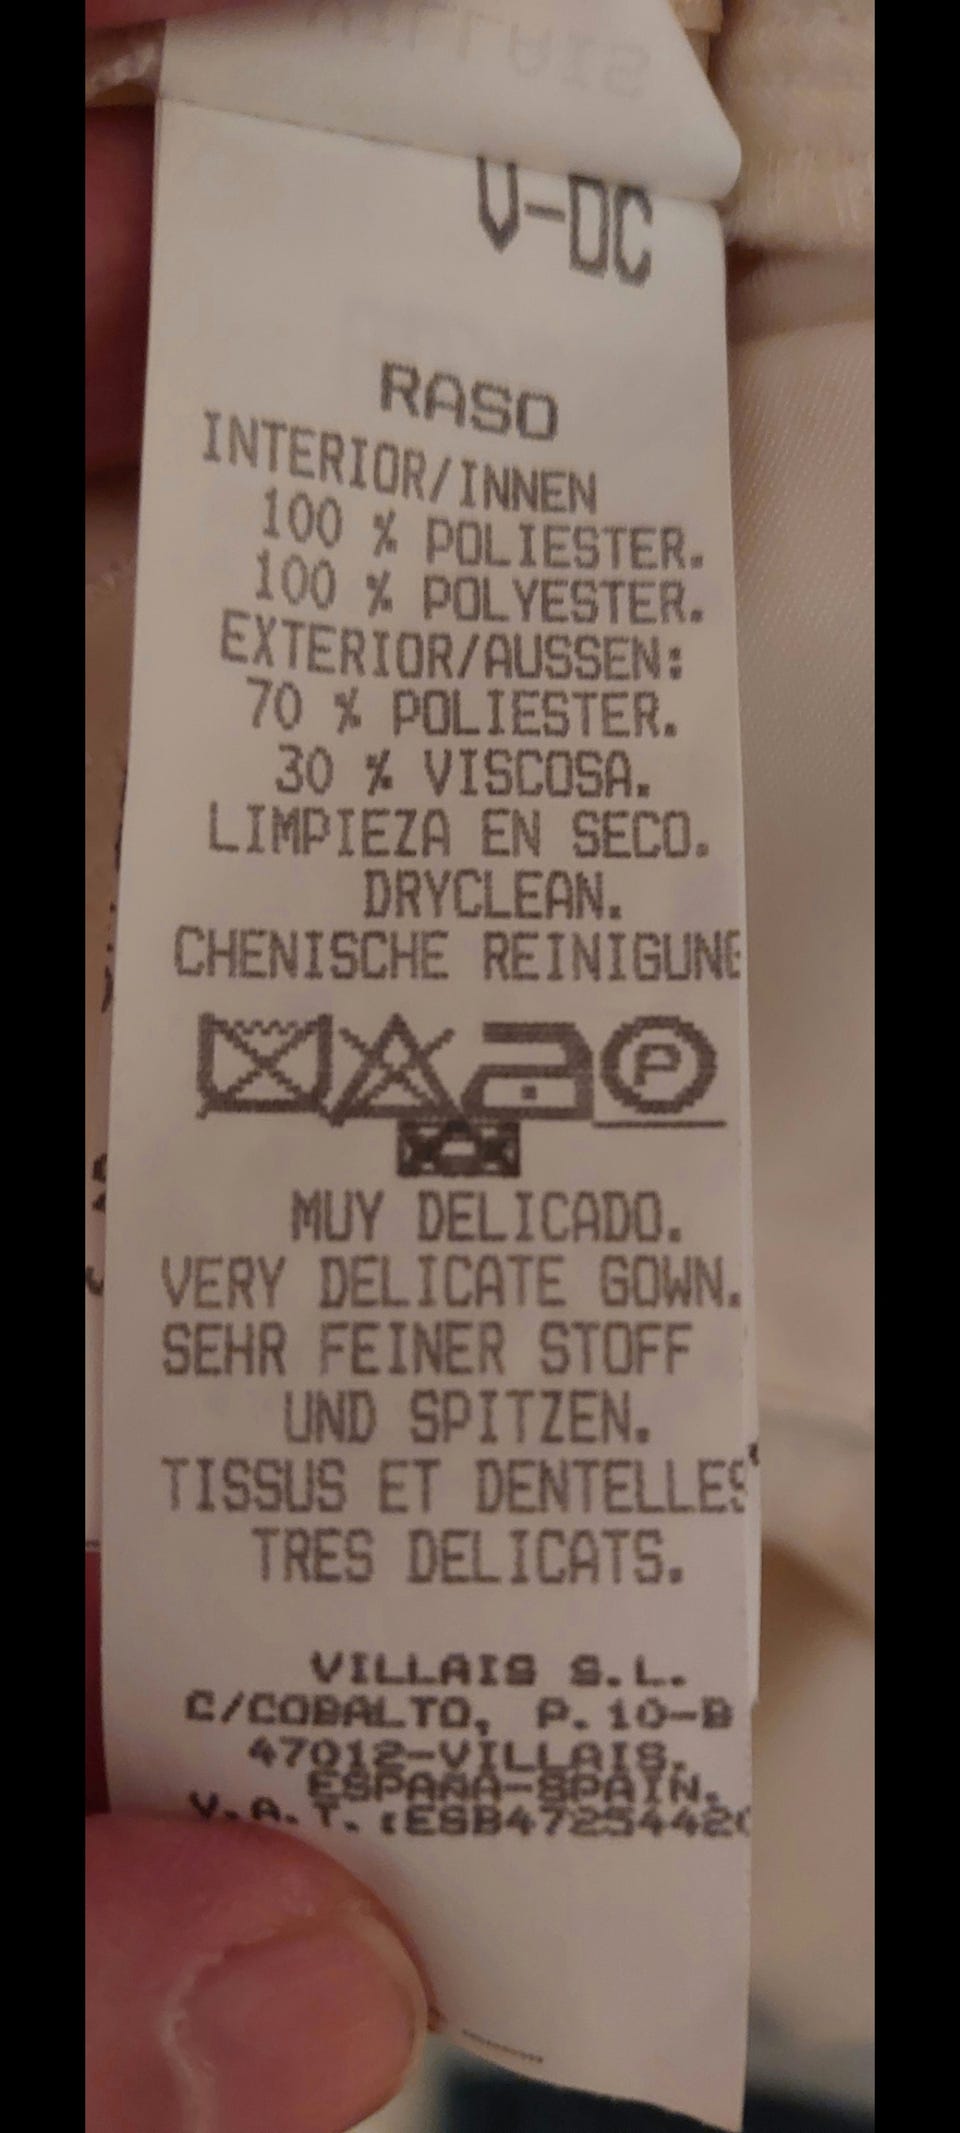 V-DC
RASO
INTERIOR/INNEN
100 % POLIESTER.
100 % POLYESTER.
EXTERIOR/AUSSEN:
70 % POLIESTER.
30 % VISCOSA.
LIMPIEZA EN SECO.
DRYCLEAN.
CHENISCHE REINIGUNG
P
MUY DELICADO.
VERY DELICATE GOWN.
SEHR FEINER STOFF
UND SPITZEN.
TISSUS ET DENTELLES
TRES DELICATS.
VILLAIS S.L.
C/COBALTO, P.10-B
47012-VILLAIS.
ESPAÑA-SPAIN.
V.A.T.:ESB4725442